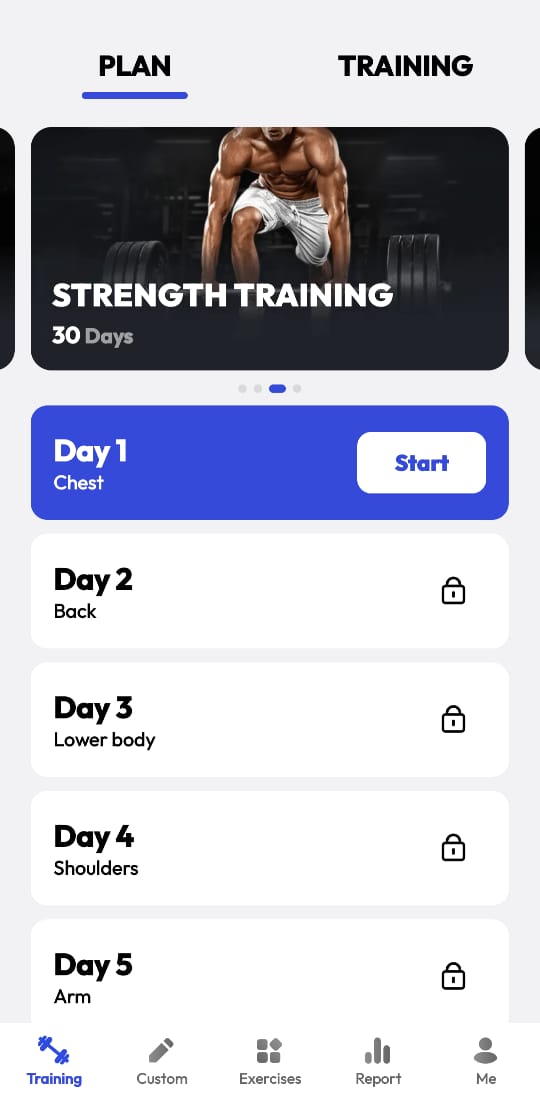 PLAN
TRAINING
STRENGTH TRAINING
30 Days
Day 1
Chest
Start
Day 2
Back
Day 3
Lower body
Day 4
Shoulders
Day 5
Arm
Training
Custom
Exercises
Report
Me